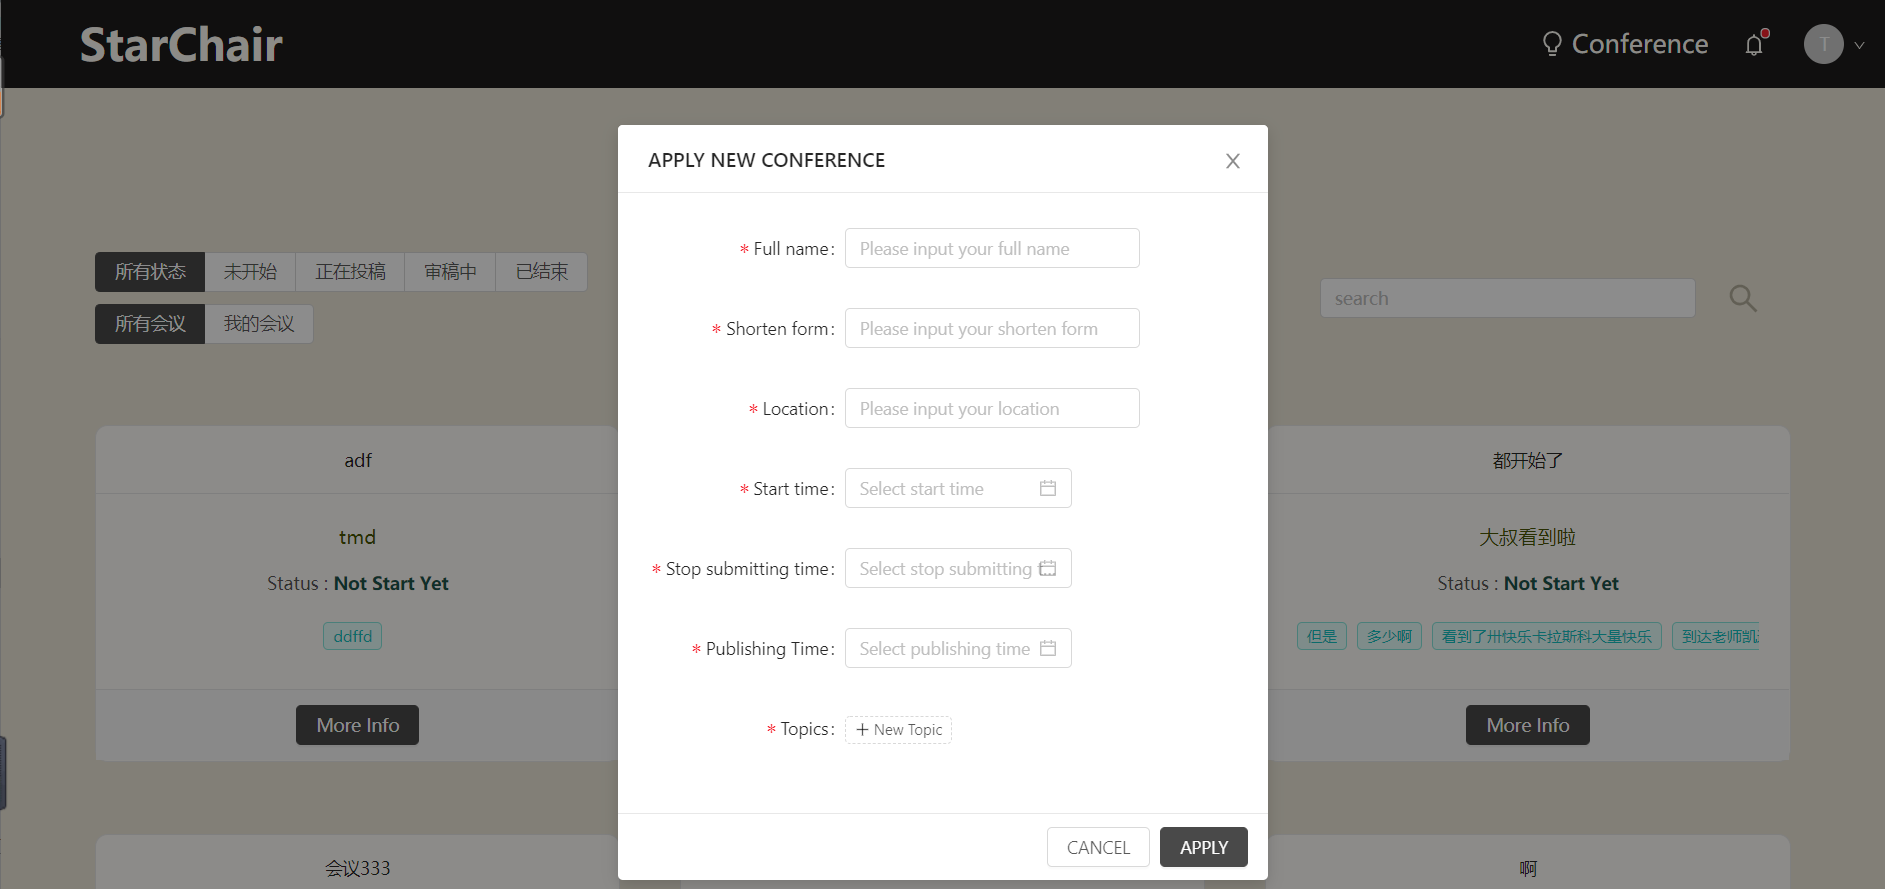 StarChair
Conference
T
APPLY NEW CONFERENCE
* Full name:
Please input your full name
* Shorten form:
Please input your shorten form
* Location:
Please input your location
* Start time:
Select start time
* Stop submitting time:
Select stop submitting
* Publishing Time:
Select publishing time
* Topics:
+ New Topic
CANCEL
APPLY
所有状态 未开始 正在投稿 审稿中 已结束
所有会议 我的会议
search
adf
tmd
Status : Not Start Yet
ddffd
More Info
都开始了
大叔看到啦
Status : Not Start Yet
但是 多少啊 看到了卅快乐卡拉斯科大量快乐 到达老师凯
More Info
会议333
啊